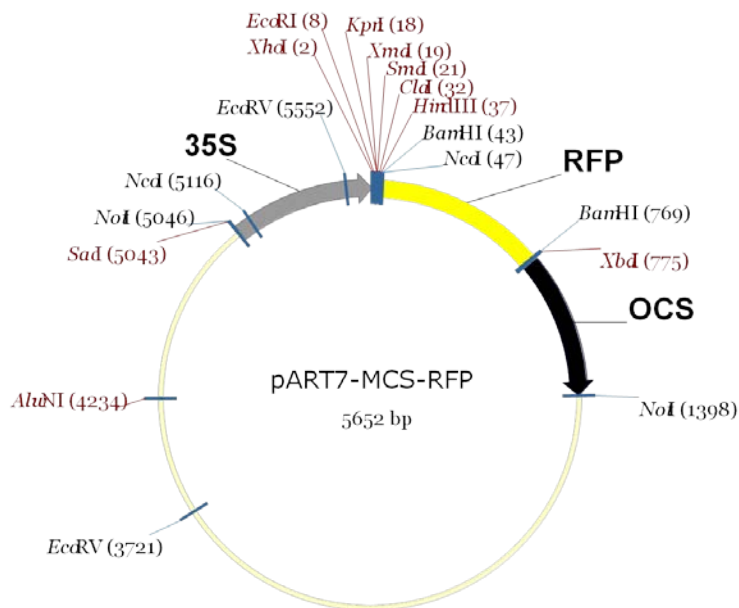 EcoRI (8)
KpnI (18)
XhoI (2)
XmaI (19)
SmaI (21)
ClaI (32)
HindIII (37)
EcoRV (5552)
BamHI (43)
NcoI (47)
35S
RFP
NcoI (5116)
NotI (5046)
SacI (5043)
BamHI (769)
XbaI (775)
OCS
pART7-MCS-RFP
5652 bp
AluNI (4234)
NotI (1398)
EcoRV (3721)